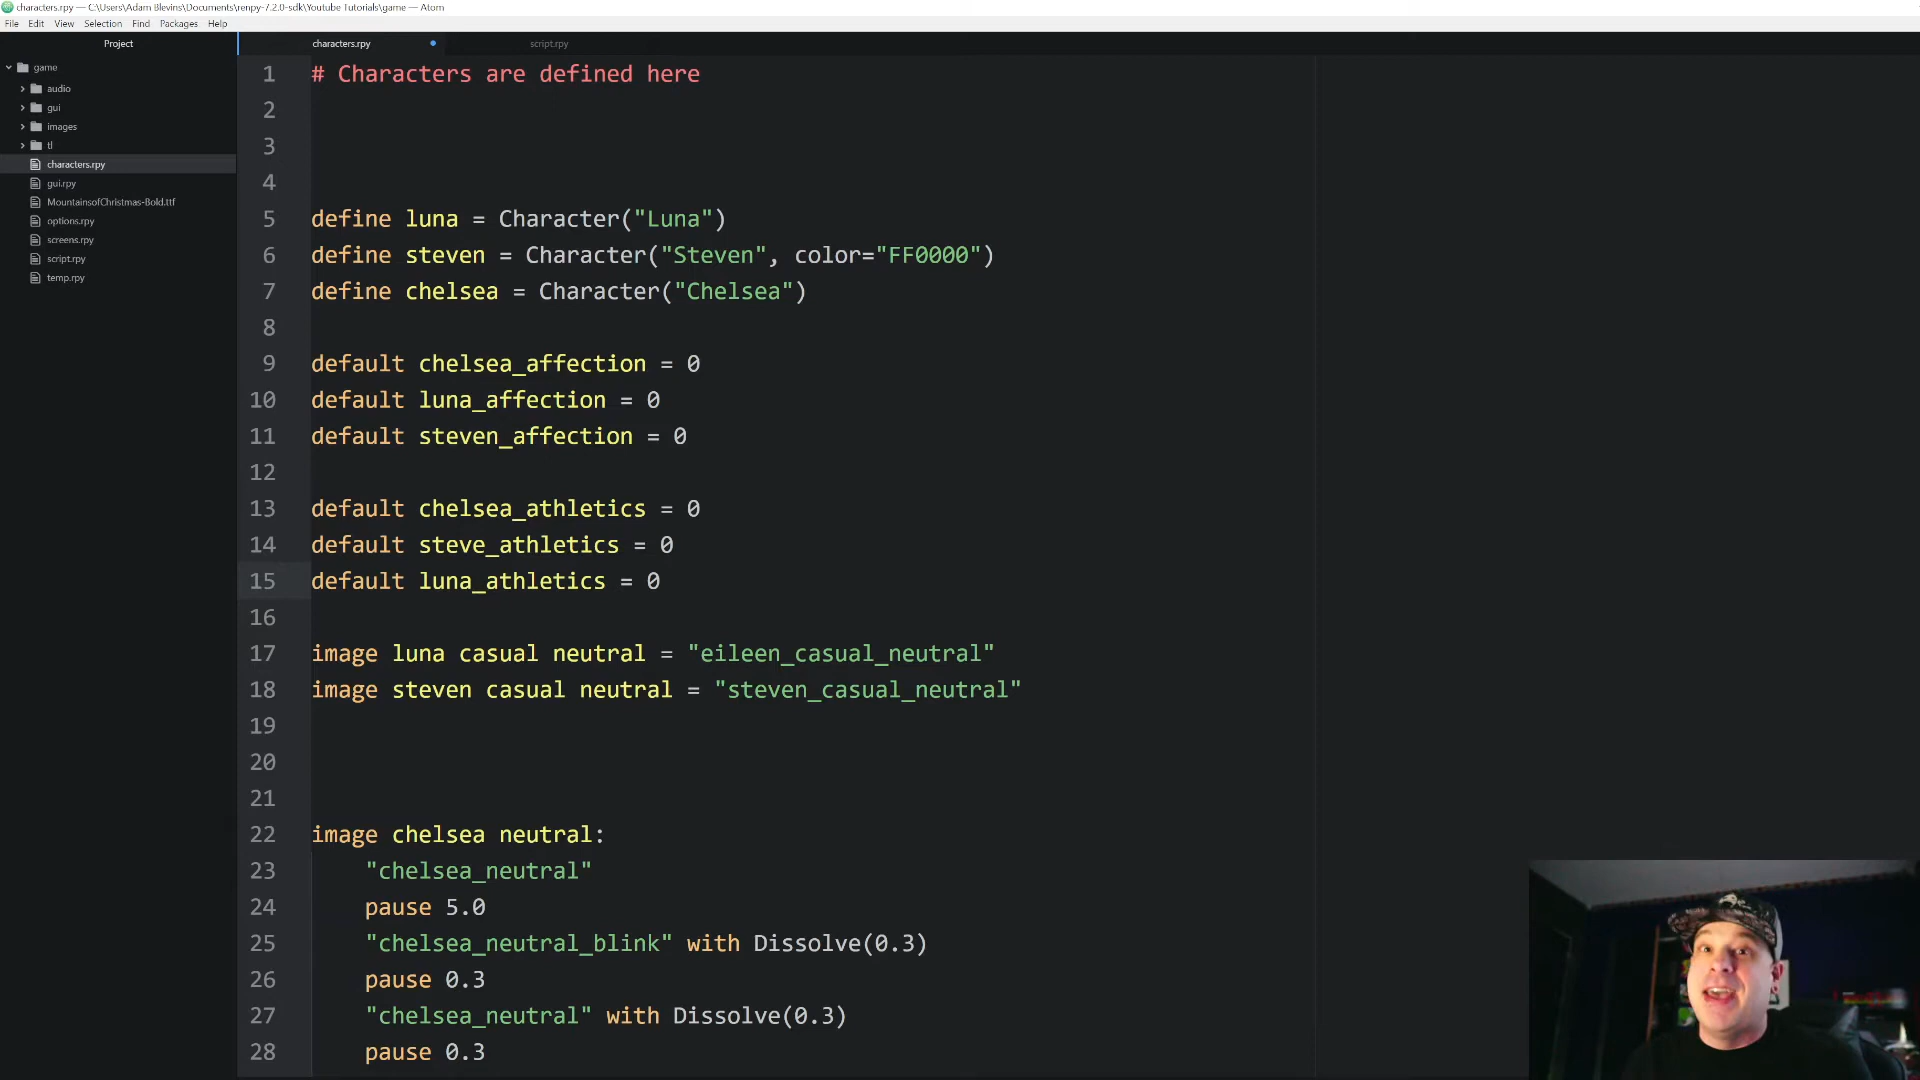 characters.rpy — C:\Users\Adam Blevins\Documents\renpy-7.2.0-sdk\Youtube Tutorials\game — Atom
File Edit View Selection Find Packages Help
Project
characters.rpy
script.rpy
game
audio
gui
images
tl
characters.rpy
gui.rpy
MountainsofChristmas-Bold.ttf
options.rpy
screens.rpy
script.rpy
temp.rpy
1 # Characters are defined here
2
3
4
5 define luna = Character("Luna")
6 define steven = Character("Steven", color="FF0000")
7 define chelsea = Character("Chelsea")
8
9 default chelsea_affection = 0
10 default luna_affection = 0
11 default steven_affection = 0
12
13 default chelsea_athletics = 0
14 default steve_athletics = 0
15 default luna_athletics = 0
16
17 image luna casual neutral = "eileen_casual_neutral"
18 image steven casual neutral = "steven_casual_neutral"
19
20
21
22 image chelsea neutral:
23 "chelsea_neutral"
24 pause 5.0
25 "chelsea_neutral_blink" with Dissolve(0.3)
26 pause 0.3
27 "chelsea_neutral" with Dissolve(0.3)
28 pause 0.3